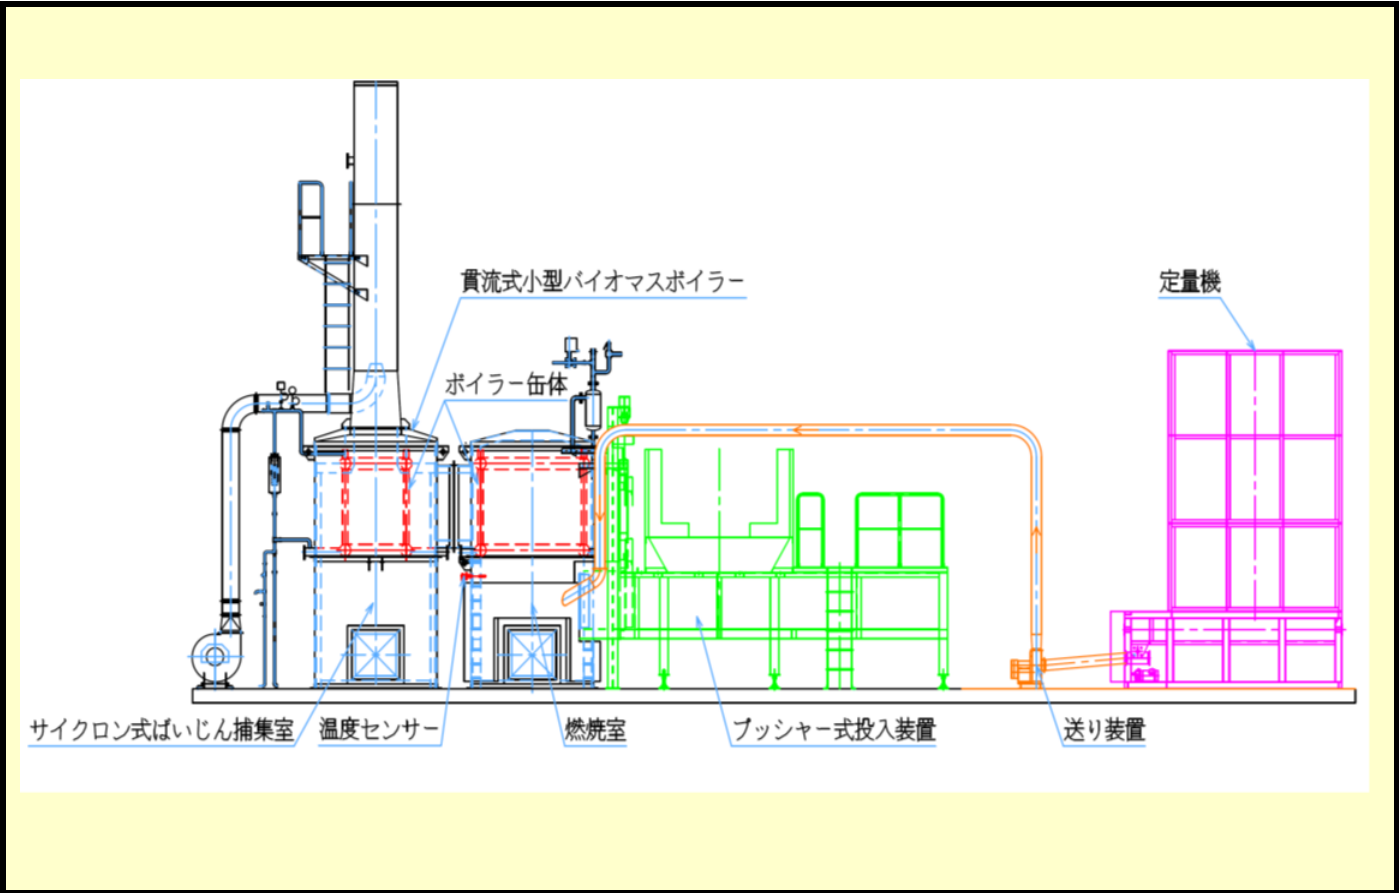 貫流式小型バイオマスボイラー
定量機
ボイラー缶体
サイクロン式ばいじん捕集室
温度センサー
燃焼室
プッシャー式投入装置
送り装置